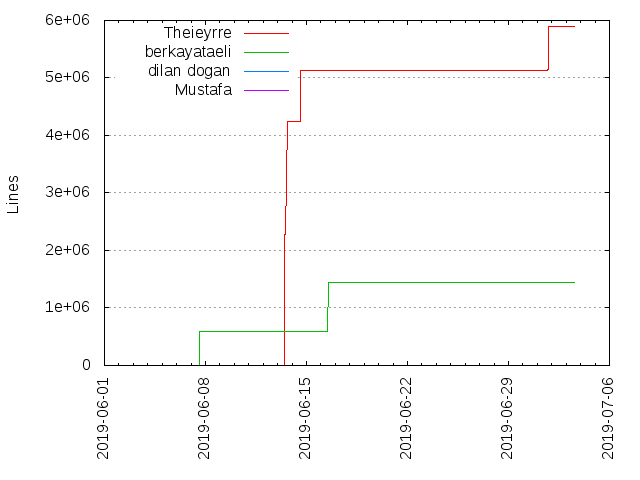 6e+06
5e+06
4e+06
3e+06
2e+06
1e+06
0
Lines
Theieyrre
berkayataeli
dilan dogan
Mustafa
2019-06-01
2019-06-08
2019-06-15
2019-06-22
2019-06-29
2019-07-06